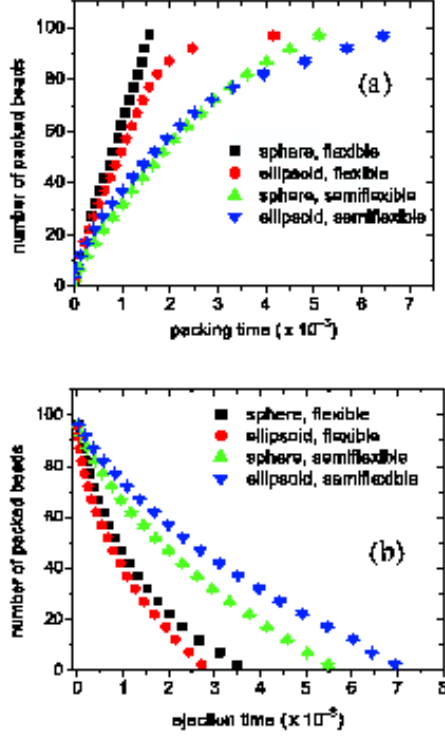 100
80
60
40
20
0
number of packed beads
(a)
sphere, flexible
ellipsoid, flexible
sphere, semiflexible
ellipsoid, semiflexible
0 1 2 3 4 5 6 7
packing time (x 10⁻³)
100
80
60
40
20
0
number of packed beads
sphere, flexible
ellipsoid, flexible
sphere, semiflexible
ellipsoid, semiflexible
(b)
0 1 2 3 4 5 6 7 8
ejection time (x 10